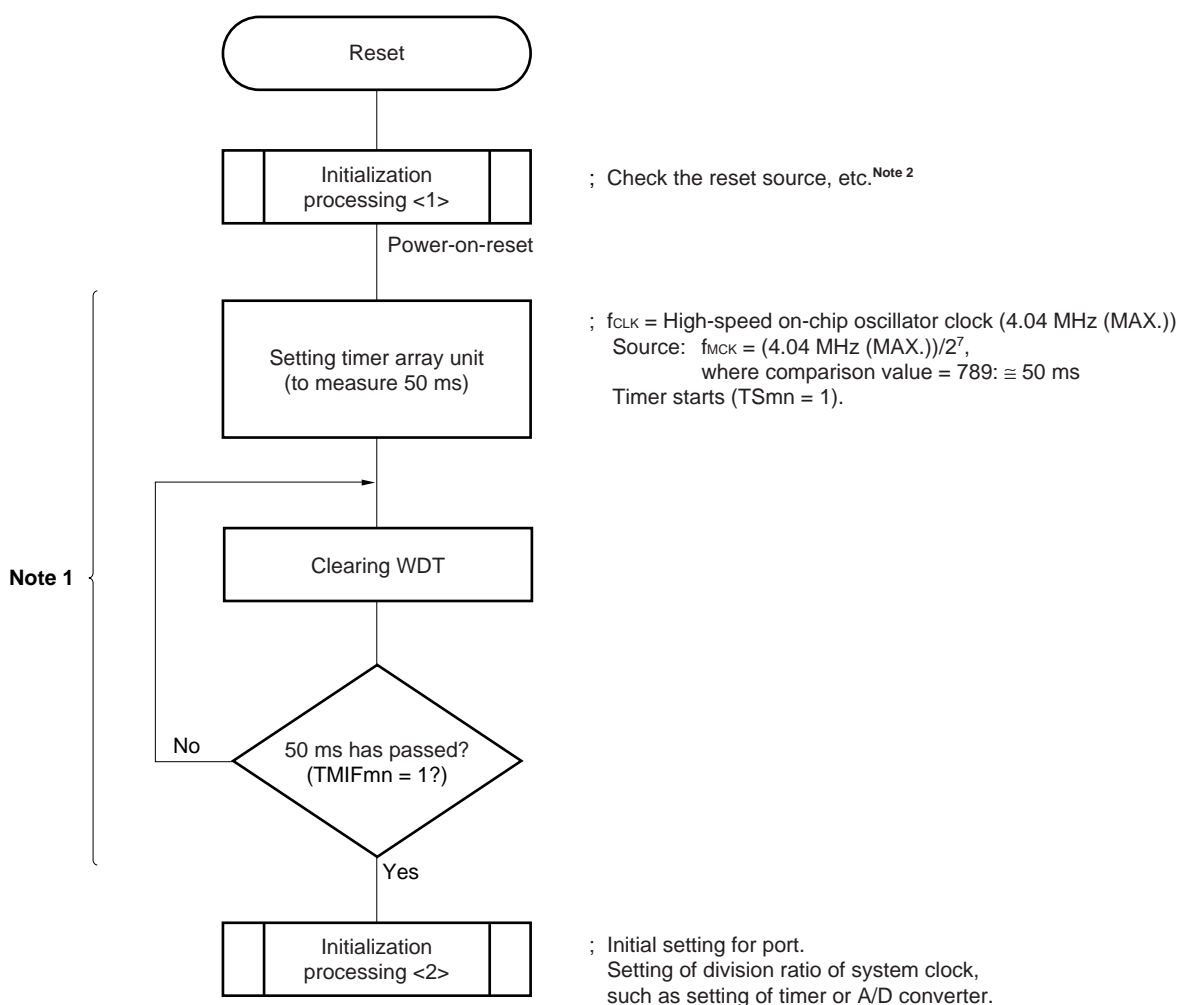 Reset
Initialization
processing <1>
; Check the reset source, etc.Note 2
Power-on-reset
Setting timer array unit
(to measure 50 ms)
; fCLK = High-speed on-chip oscillator clock (4.04 MHz (MAX.))
Source: fMCK = (4.04 MHz (MAX.))/2⁷,
where comparison value = 789: ≅ 50 ms
Timer starts (TSmn = 1).
Note 1
Clearing WDT
No
50 ms has passed?
(TMIFmn = 1?)
Yes
Initialization
processing <2>
; Initial setting for port.
Setting of division ratio of system clock,
such as setting of timer or A/D converter.